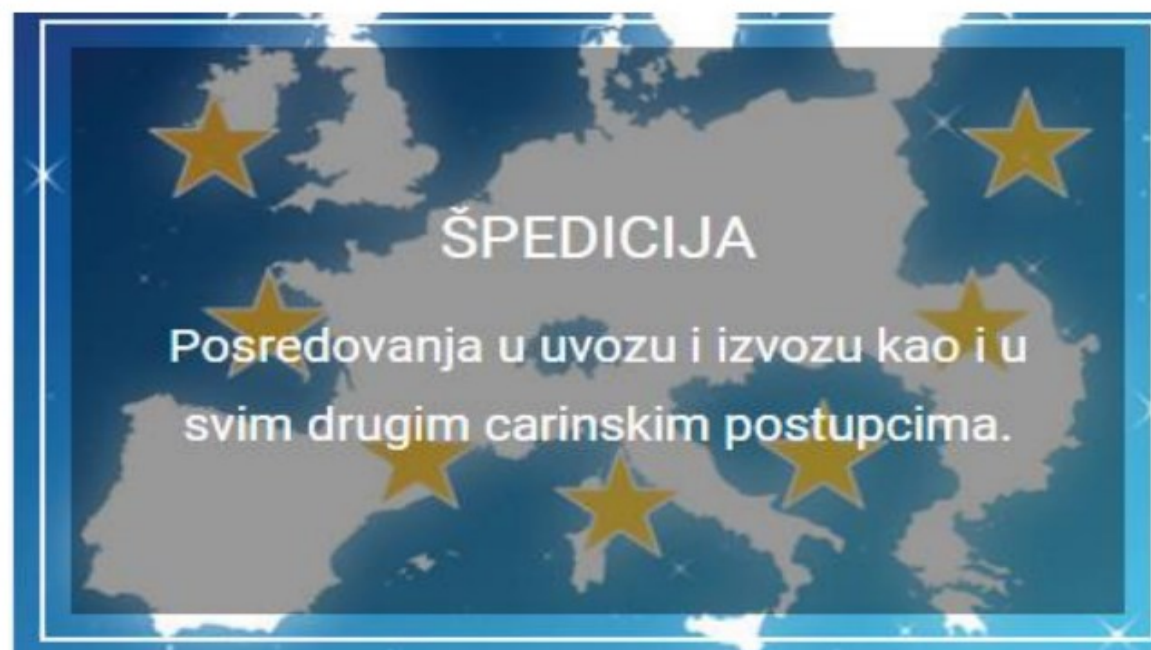 ŠPEDICIJA
Posredovanja u uvozu i izvozu kao i u
svim drugim carinskim postupcima.